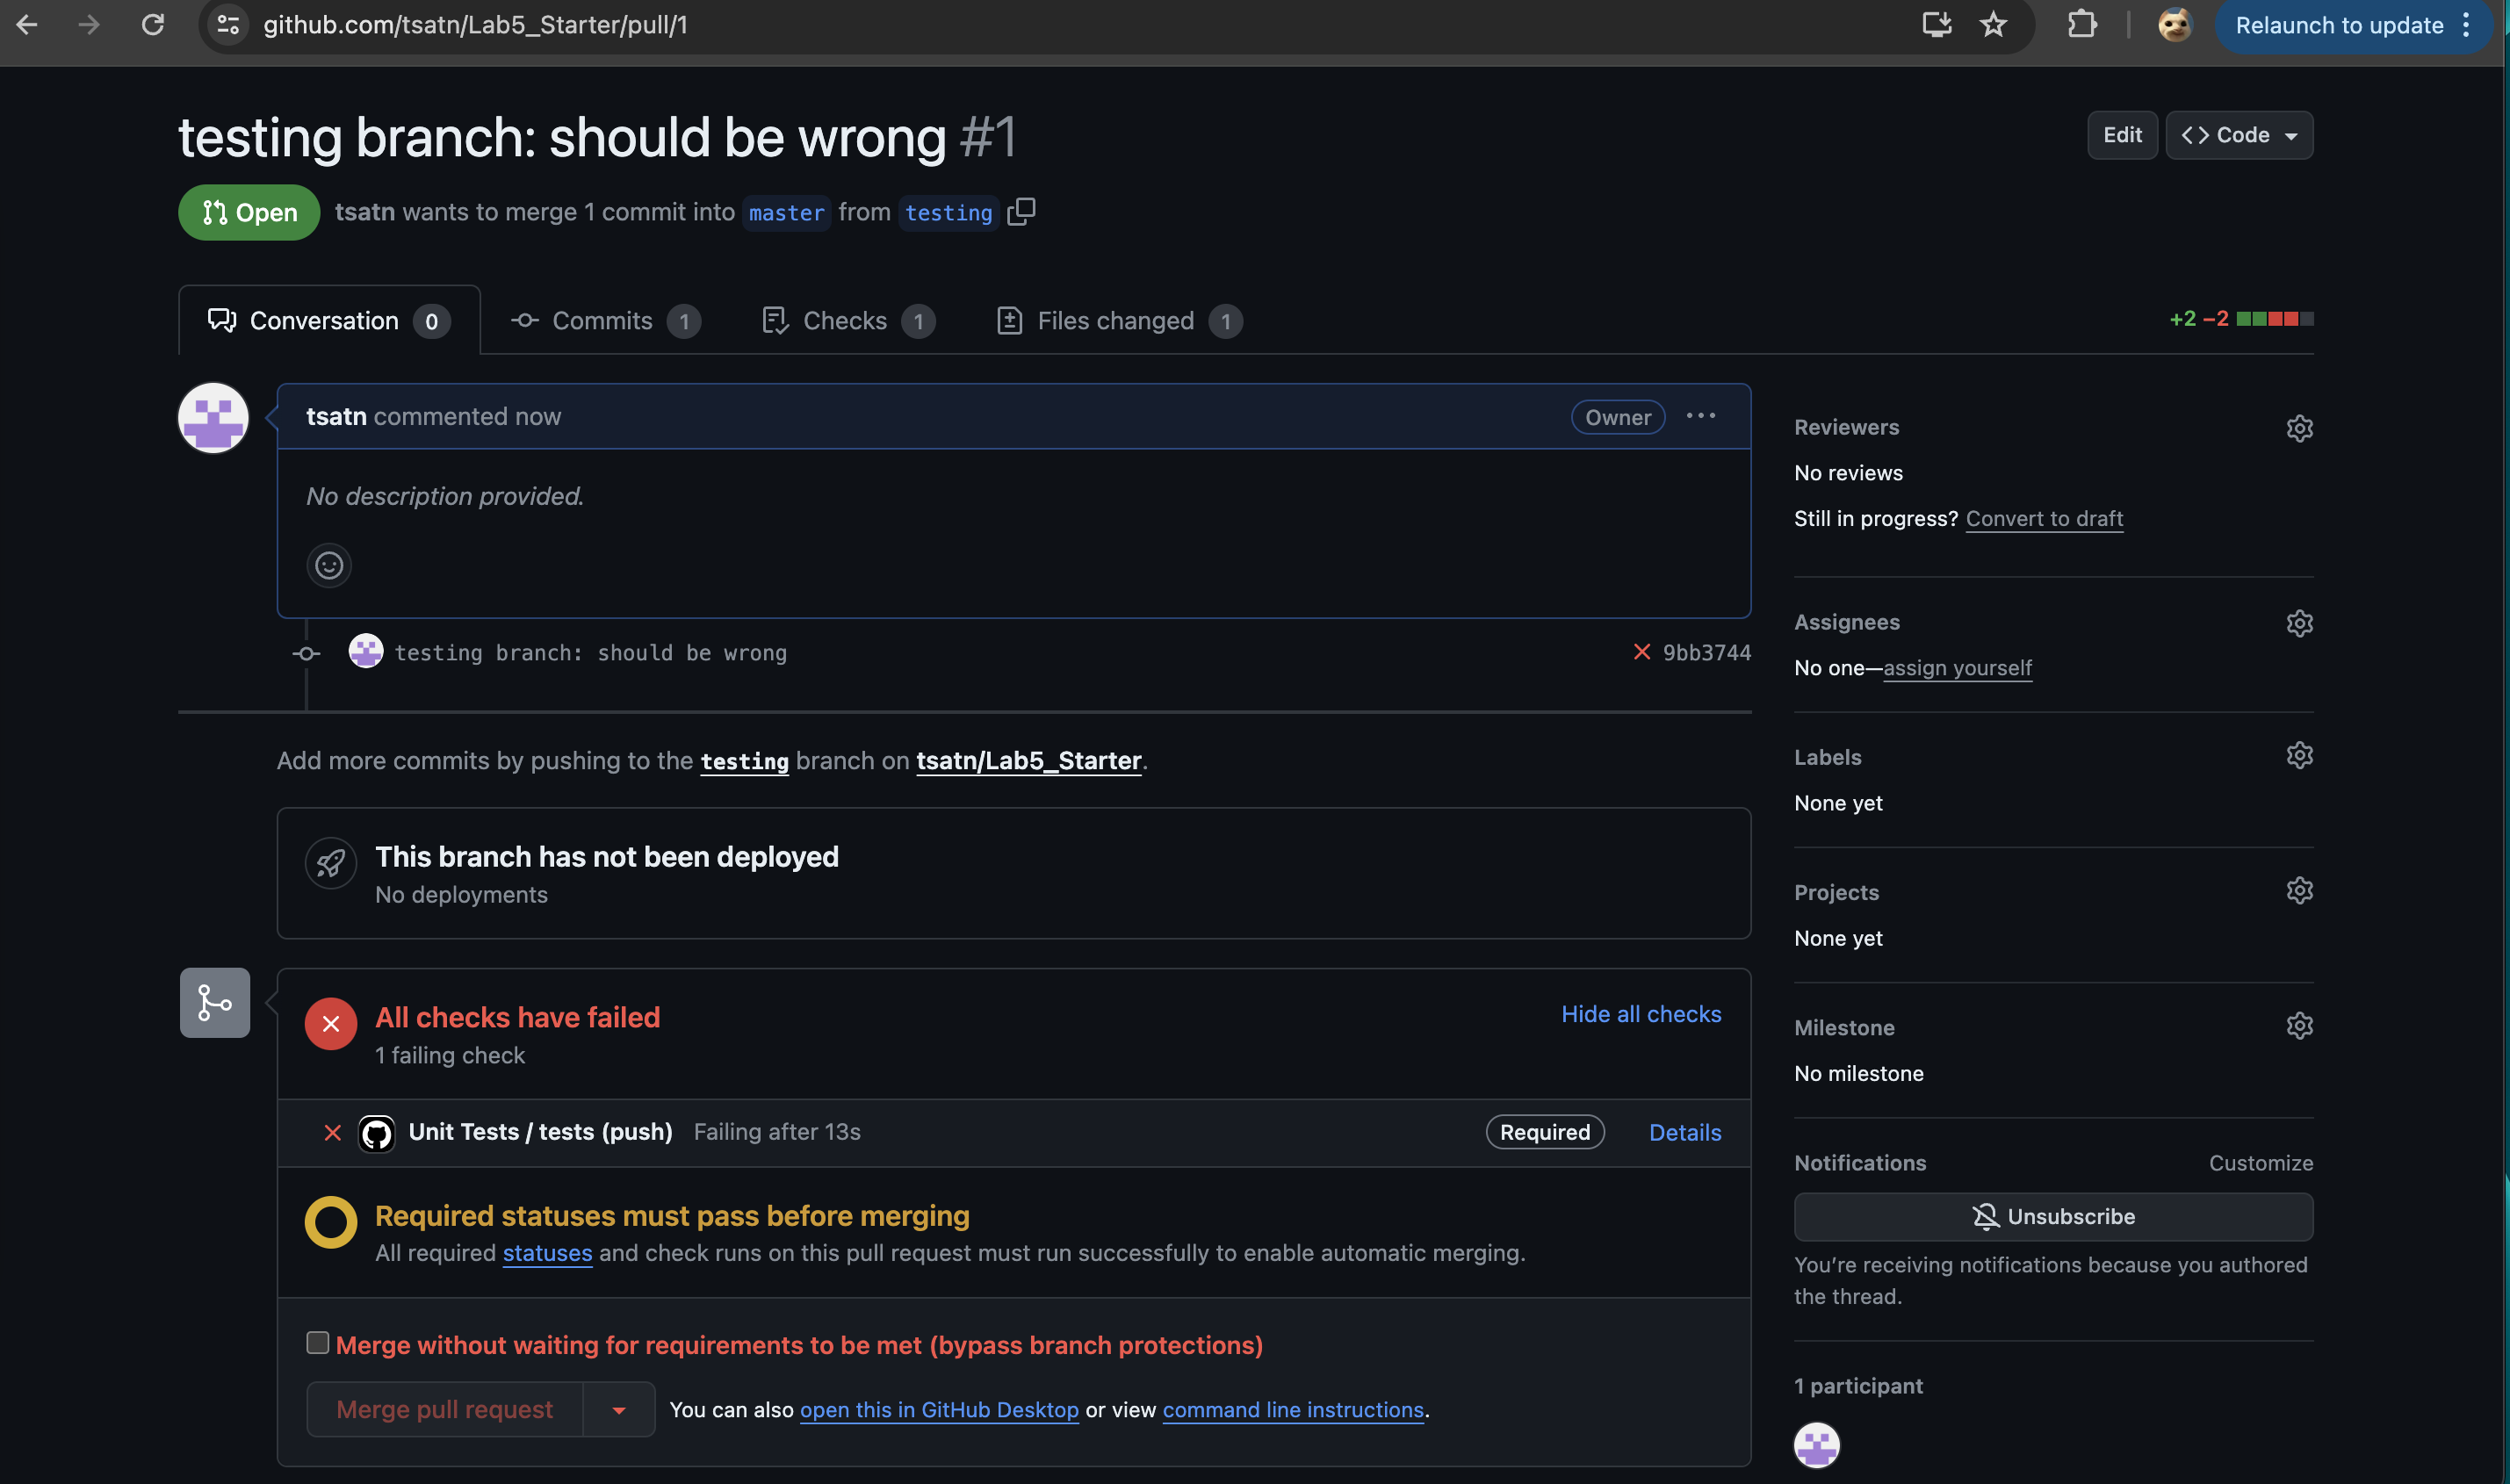 github.com/tsatn/Lab5_Starter/pull/1
Relaunch to update
testing branch: should be wrong #1
Edit
Code
Open
tsatn wants to merge 1 commit into master from testing
Conversation 0
Commits 1
Checks 1
Files changed 1
+2 −2
tsatn commented now
Owner
No description provided.
testing branch: should be wrong
9bb3744
Add more commits by pushing to the testing branch on tsatn/Lab5_Starter.
This branch has not been deployed
No deployments
All checks have failed
Hide all checks
1 failing check
Unit Tests / tests (push) Failing after 13s
Required
Details
Required statuses must pass before merging
All required statuses and check runs on this pull request must run successfully to enable automatic merging.
Merge without waiting for requirements to be met (bypass branch protections)
Merge pull request
You can also open this in GitHub Desktop or view command line instructions.
Reviewers
No reviews
Still in progress? Convert to draft
Assignees
No one—assign yourself
Labels
None yet
Projects
None yet
Milestone
No milestone
Notifications
Customize
Unsubscribe
You’re receiving notifications because you authored
the thread.
1 participant